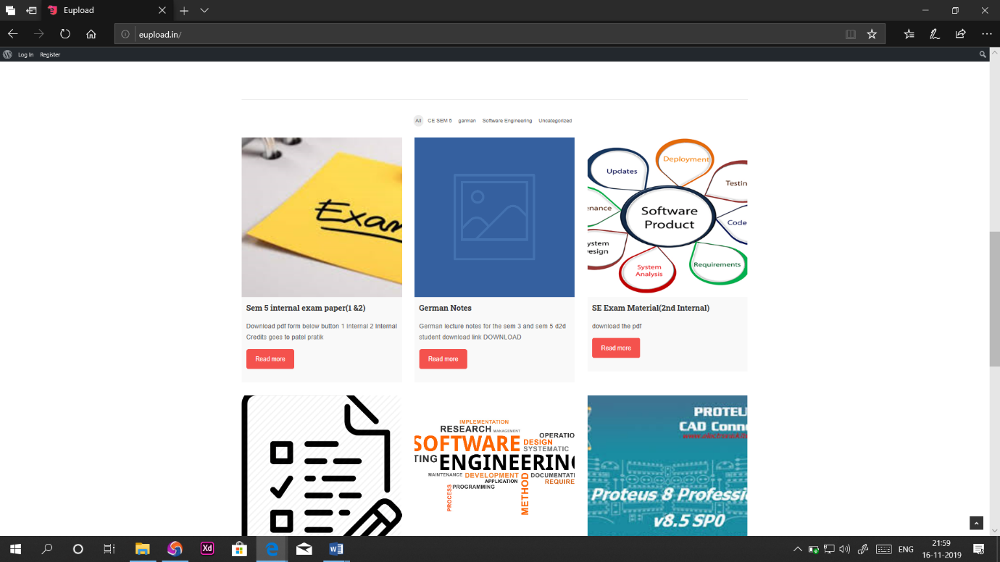 Eupload
eupload.in/
Log In Register
All CE SEM 5 garman Software Engineering Uncategorized
Exam
Updates
Deployment
Testin
enance
Software
Product
Code
ystem
esign
System
Analysis
Requirements
Sem 5 internal exam paper(1 &2)
Download pdf form below button 1 Internal 2 Internal
Credits goes to patel pratik
Read more
German Notes
German lecture notes for the sem 3 and sem 5 d2d
student download link DOWNLOAD
Read more
SE Exam Material(2nd Internal)
download the pdf
Read more
IMPLEMENTATION
RESEARCH MANAGEMENT
OPERATIO
SOFTWARE DESIGN
SYSTEMATIC
TING ENGINEERING
MAINTENANCE DEVELOPMENT METHOD DOCUMENTATI
APPLICATION REQUIRE
PROCESS PROGRAMMING
PROTEU
CAD Conne
Proteus 8 Professi
v8.5 SP0
Xd
ENG
21:59
16-11-2019